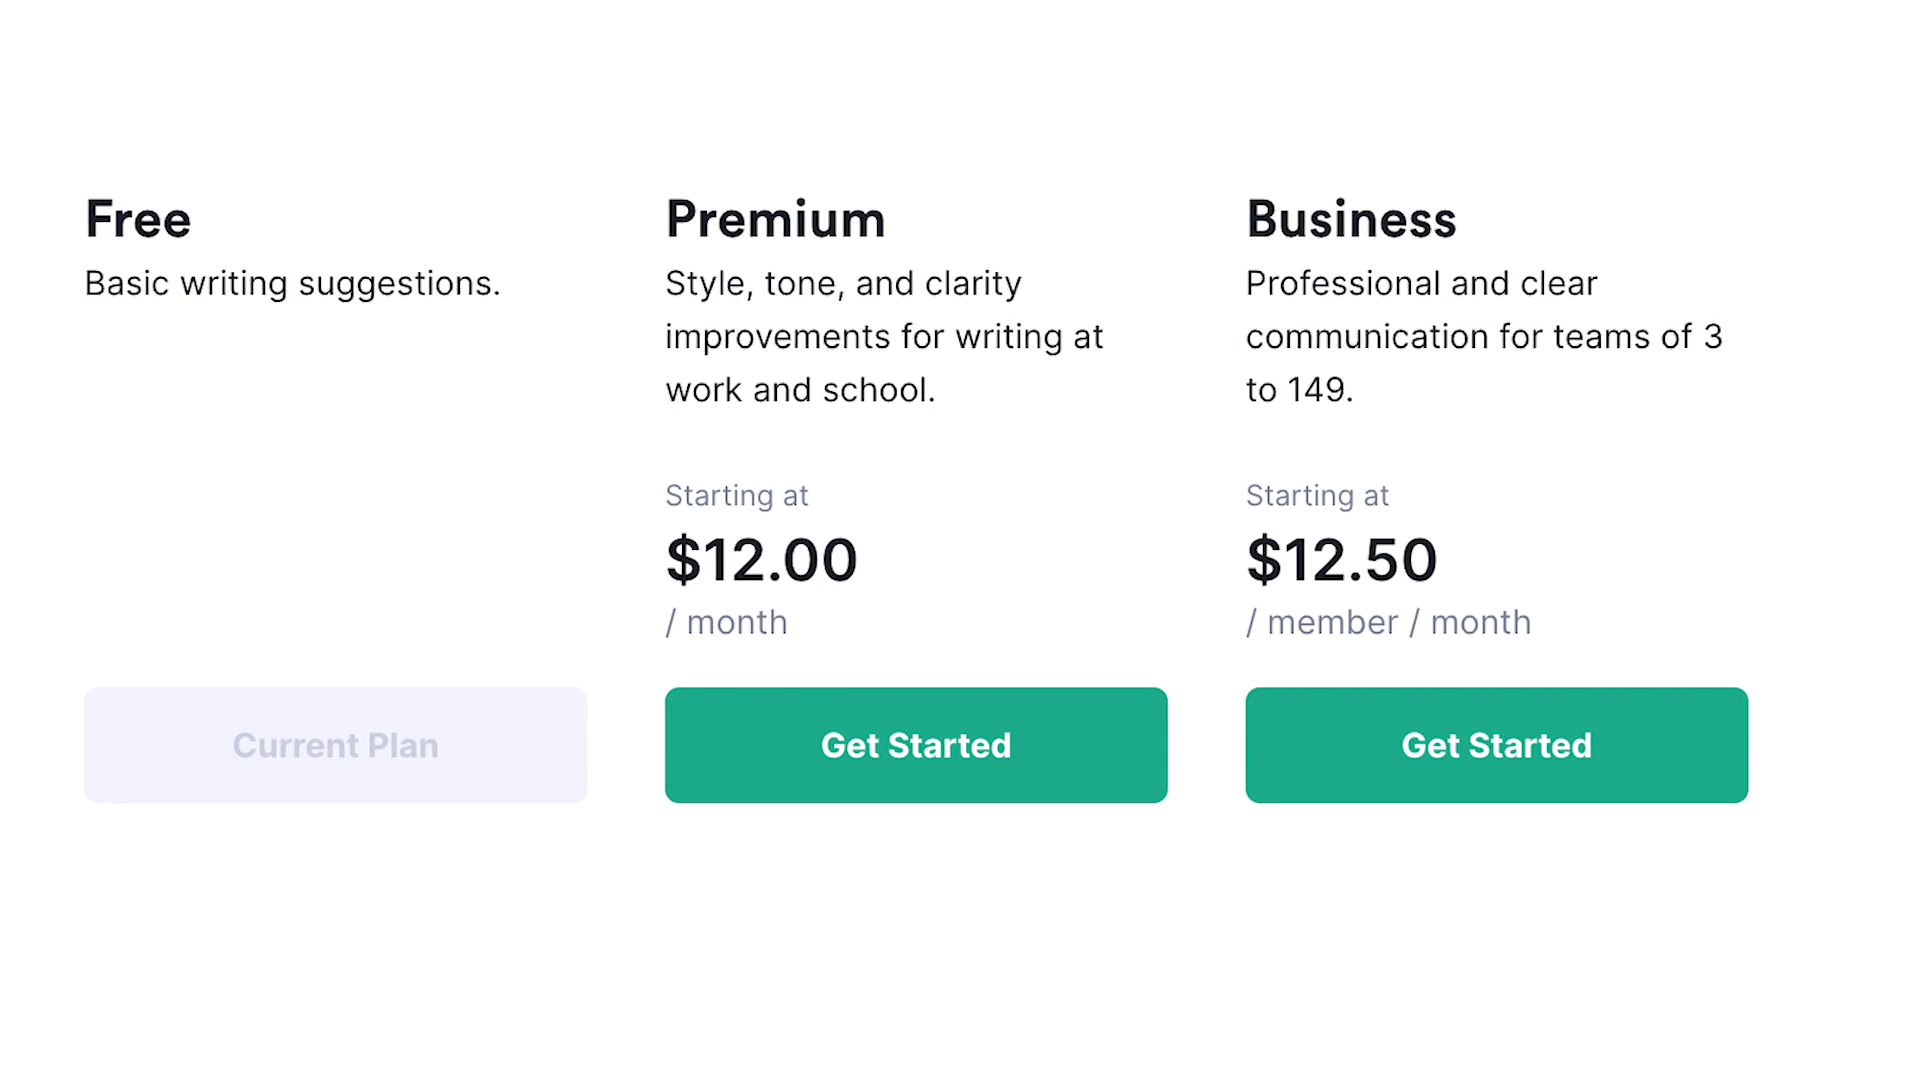 Free
Basic writing suggestions.
Current Plan
Premium
Style, tone, and clarity
improvements for writing at
work and school.
Starting at
$12.00
/ month
Get Started
Business
Professional and clear
communication for teams of 3
to 149.
Starting at
$12.50
/ member / month
Get Started